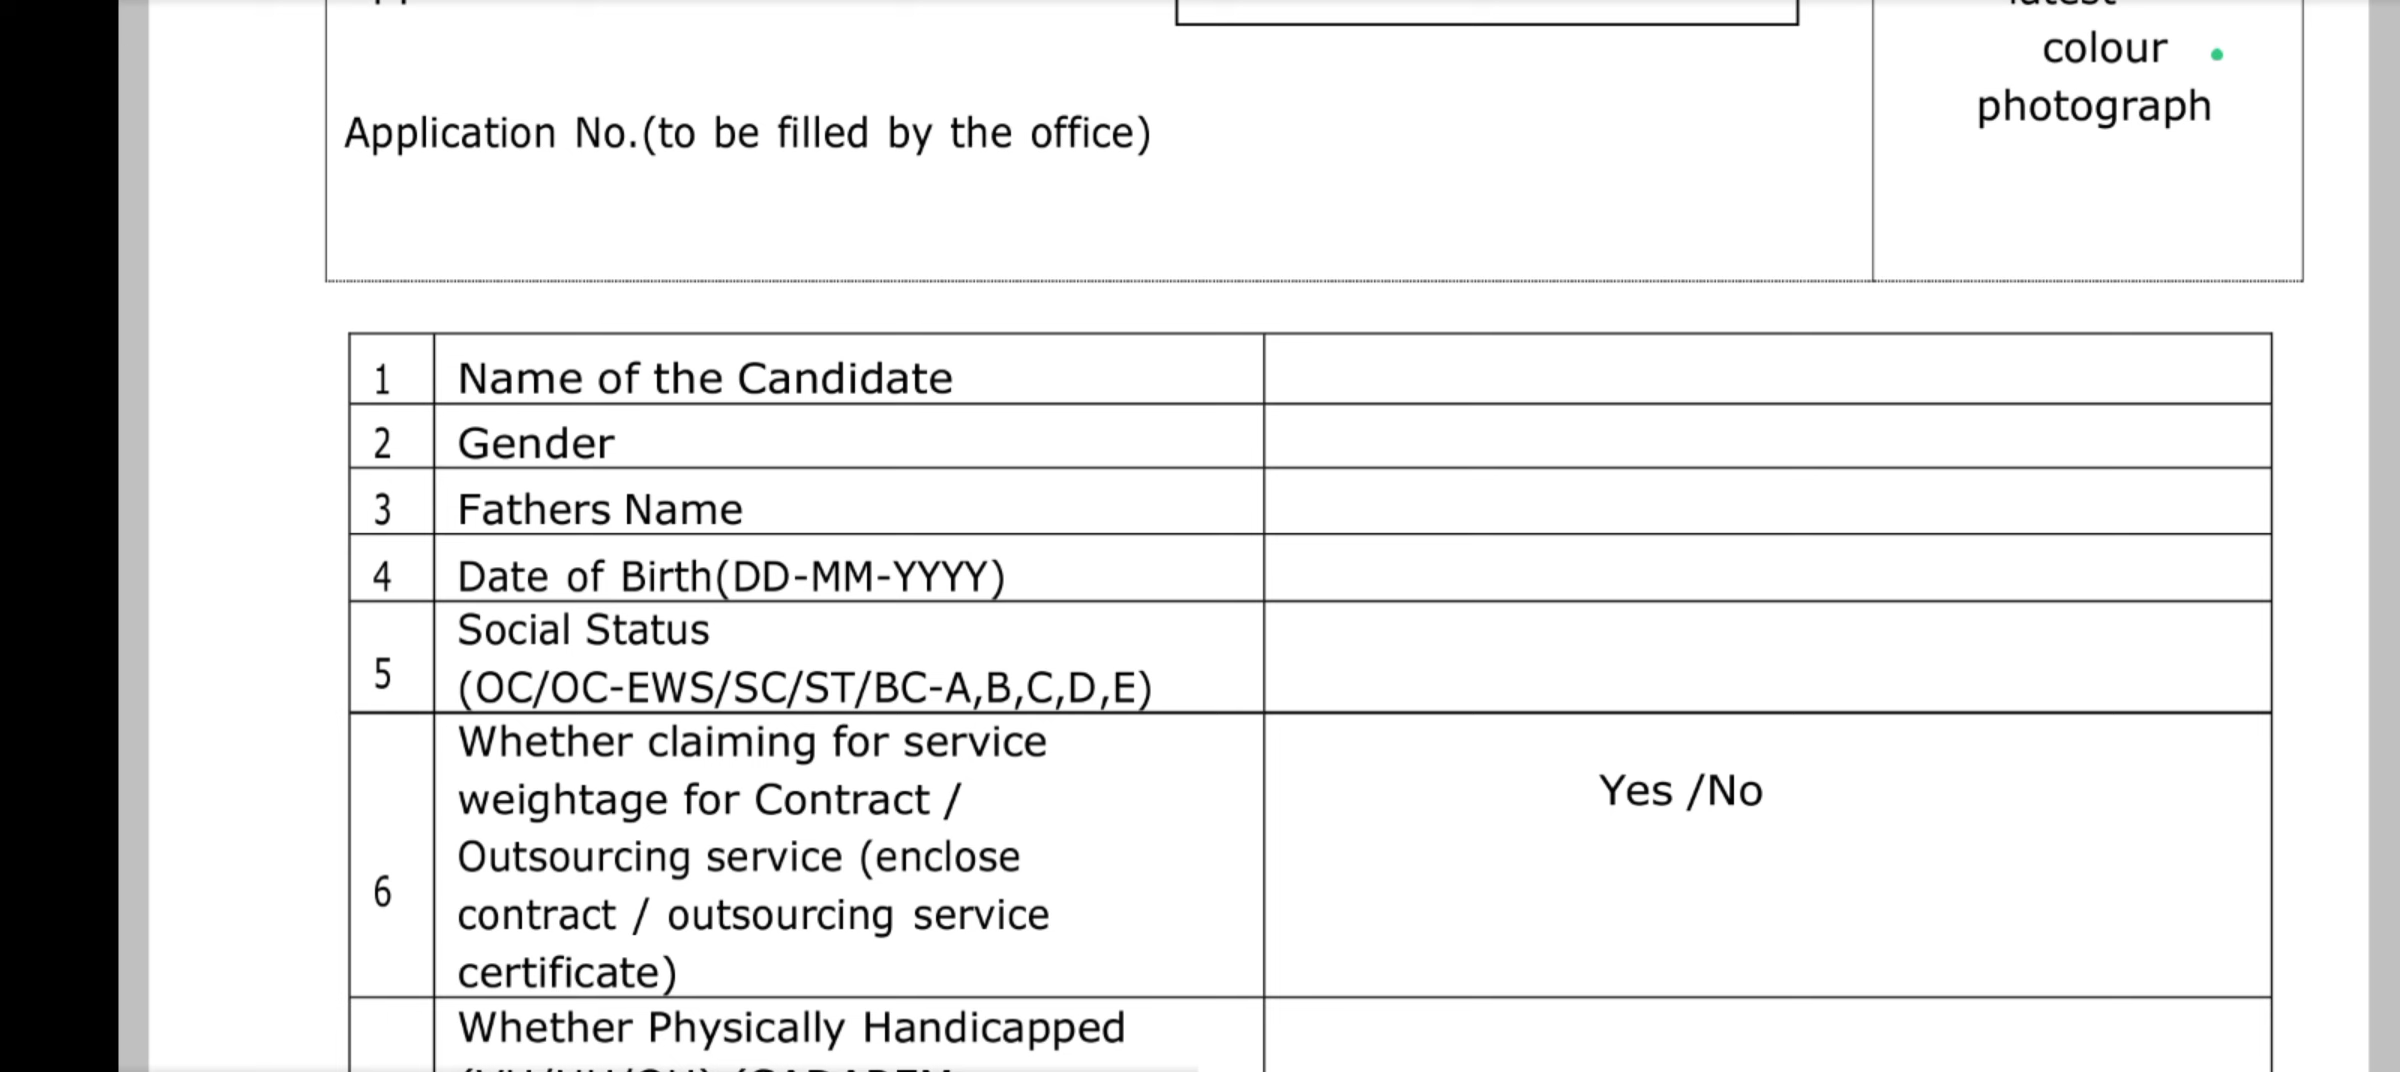 latest
colour
photograph
Application No.(to be filled by the office)
1 Name of the Candidate
2 Gender
3 Fathers Name
4 Date of Birth(DD-MM-YYYY)
Social Status
5 (OC/OC-EWS/SC/ST/BC-A,B,C,D,E)
Whether claiming for service
weightage for Contract /
Yes /No
Outsourcing service (enclose
6
contract / outsourcing service
certificate)
Whether Physically Handicapped